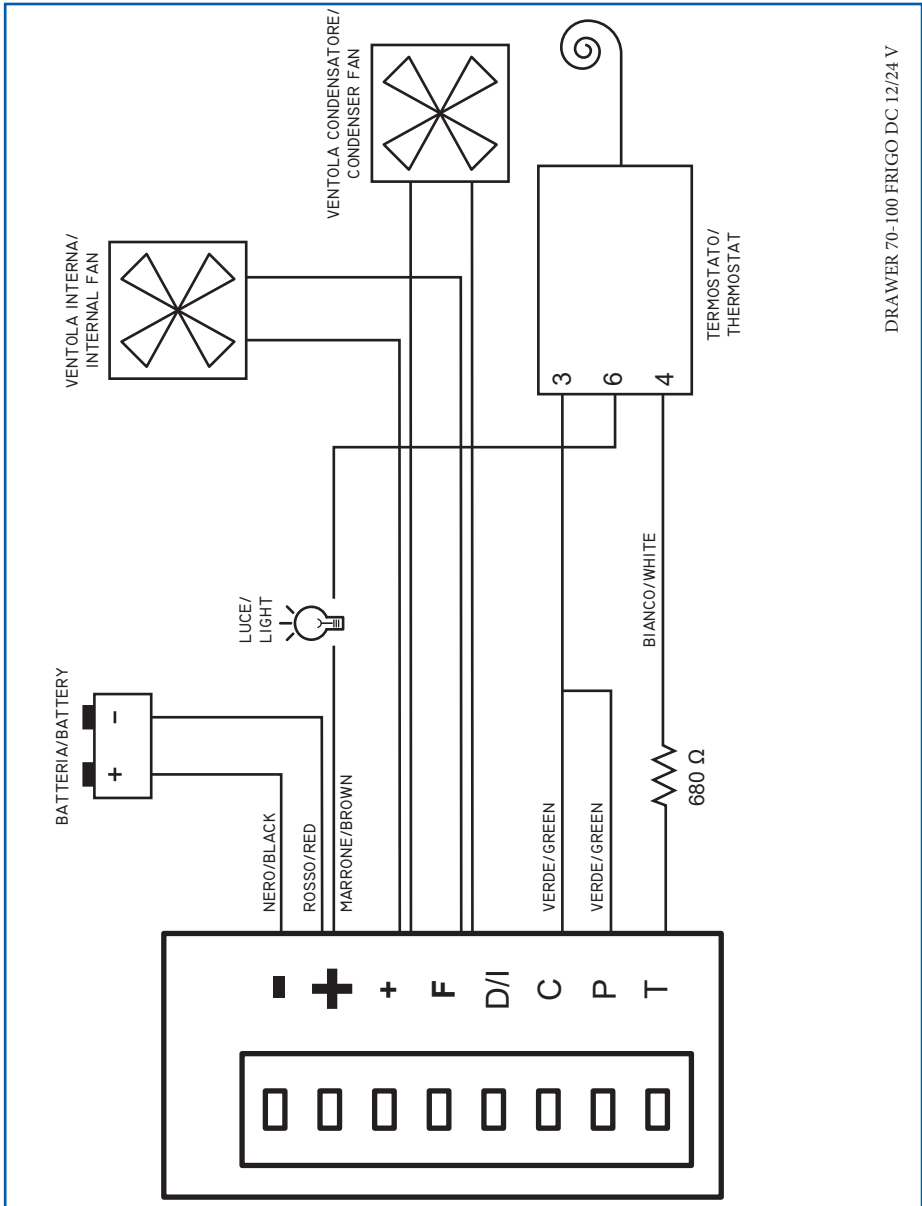 BATTERIA/BATTERY
+ -
LUCE/
LIGHT
VENTOLA INTERNA/
INTERNAL FAN
VENTOLA CONDENSATORE/
CONDENSER FAN
NERO/BLACK
ROSSO/RED
MARRONE/BROWN
VERDE/GREEN
VERDE/GREEN
680 Ω
BIANCO/WHITE
3
6
4
TERMOSTATO/
THERMOSTAT
-
+
+
F
D/I
C
P
T
DRAWER 70-100 FRIGO DC 12/24 V